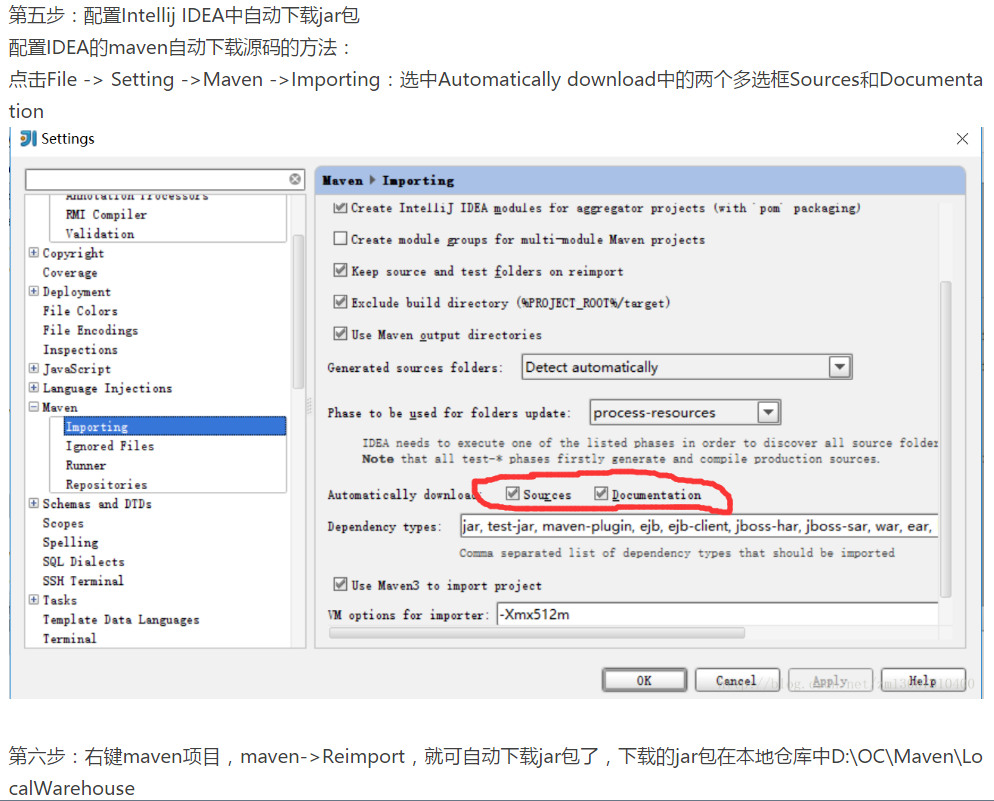 第五步：配置Intellij IDEA中自动下载jar包
配置IDEA的maven自动下载源码的方法：
点击File -> Setting ->Maven ->Importing：选中Automatically download中的两个多选框Sources和Documenta
tion
Settings
Annotation Processors
RMI Compiler
Validation
Copyright
Coverage
Deployment
File Colors
File Encodings
Inspections
JavaScript
Language Injections
Maven
Importing
Ignored Files
Runner
Repositories
Schemas and DTDs
Scopes
Spelling
SQL Dialects
SSH Terminal
Tasks
Template Data Languages
Terminal
Maven Importing
Create IntelliJ IDEA modules for aggregator projects (with `pom` packaging)
Create module groups for multi-module Maven projects
Keep source and test folders on reimport
Exclude build directory (%PROJECT_ROOT%/target)
Use Maven output directories
Generated sources folders: Detect automatically
Phase to be used for folders update: process-resources
IDEA needs to execute one of the listed phases in order to discover all source folder
Note that all test-* phases firstly generate and compile production sources.
Automatically download: Sources Documentation
Dependency types: jar, test-jar, maven-plugin, ejb, ejb-client, jboss-har, jboss-sar, war, ear,
Comma separated list of dependency types that should be imported
Use Maven3 to import project
VM options for importer: -Xmx512m
OK Cancel Apply Help
第六步：右键maven项目，maven->Reimport，就可自动下载jar包了，下载的jar包在本地仓库中D:\OC\Maven\Lo
calWarehouse